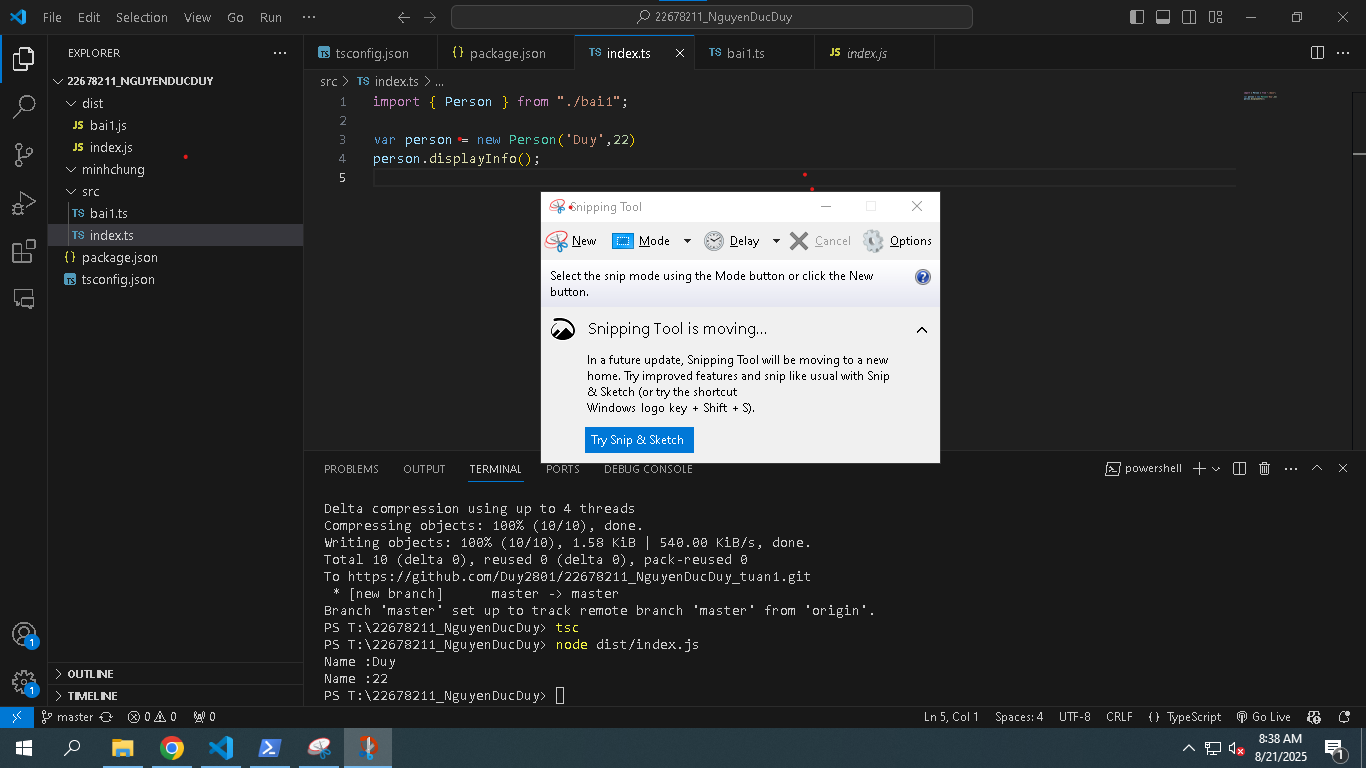 File Edit Selection View Go Run ···
22678211_NguyenDucDuy
EXPLORER
22678211_NGUYENDUCDUY
dist
JS bai1.js
JS index.js
minhchung
src
TS bai1.ts
TS index.ts
{} package.json
TS tsconfig.json
OUTLINE
TIMELINE
TS tsconfig.json {} package.json TS index.ts TS bai1.ts JS index.js
src > TS index.ts > ...
1 import { Person } from "./bai1";
2
3 var person = new Person('Duy',22)
4 person.displayInfo();
5
Snipping Tool
New Mode Delay Cancel Options
Select the snip mode using the Mode button or click the New
button.
Snipping Tool is moving...
In a future update, Snipping Tool will be moving to a new
home. Try improved features and snip like usual with Snip
& Sketch (or try the shortcut
Windows logo key + Shift + S).
Try Snip & Sketch
PROBLEMS OUTPUT TERMINAL PORTS DEBUG CONSOLE
powershell
Delta compression using up to 4 threads
Compressing objects: 100% (10/10), done.
Writing objects: 100% (10/10), 1.58 KiB | 540.00 KiB/s, done.
Total 10 (delta 0), reused 0 (delta 0), pack-reused 0
To https://github.com/Duy2801/22678211_NguyenDucDuy_tuan1.git
 * [new branch]      master -> master
Branch 'master' set up to track remote branch 'master' from 'origin'.
PS T:\22678211_NguyenDucDuy> tsc
PS T:\22678211_NguyenDucDuy> node dist/index.js
Name :Duy
Name :22
PS T:\22678211_NguyenDucDuy>
1
1
master 0 0 0 Ln 5, Col 1 Spaces: 4 UTF-8 CRLF {} TypeScript Go Live
8:38 AM
8/21/2025
1